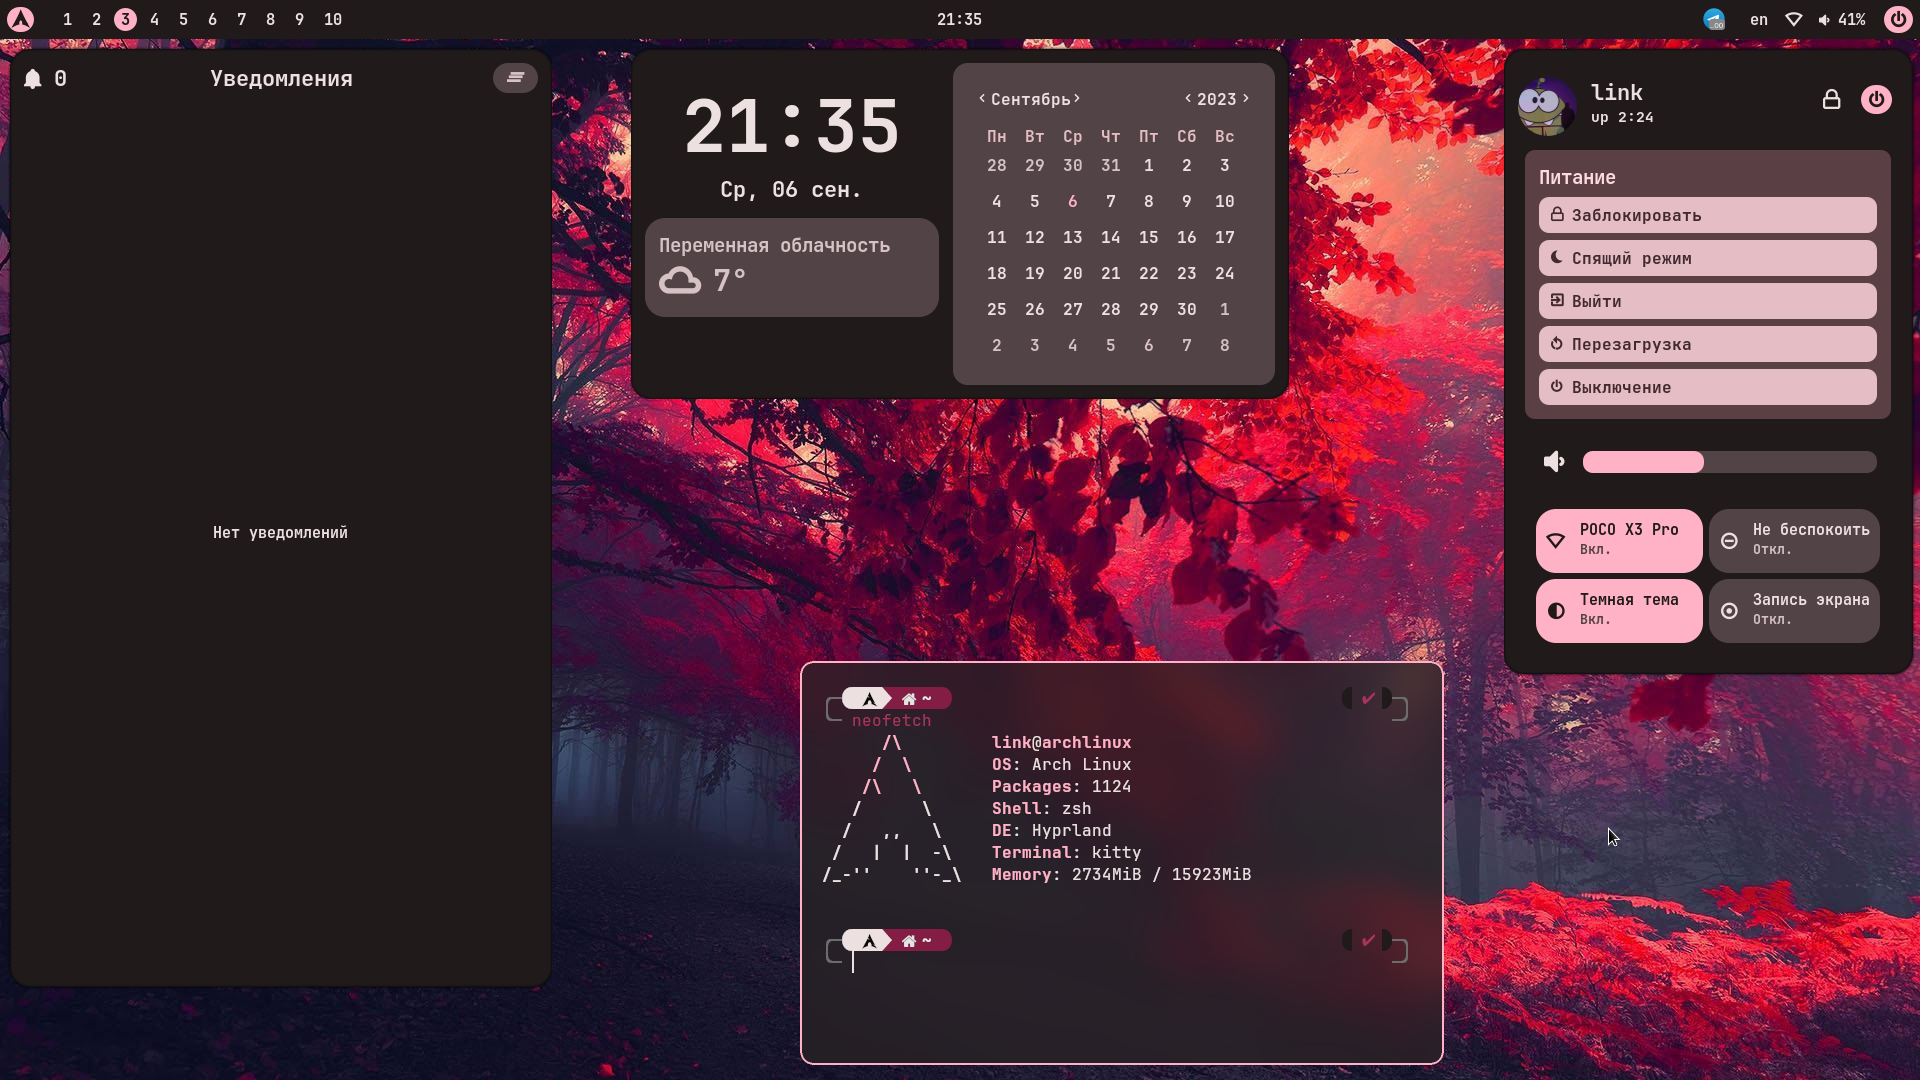 1 2 3 4 5 6 7 8 9 10
21:35
en 41%
0 Уведомления
Нет уведомлений
21:35
Ср, 06 сен.
Переменная облачность
7°
‹ Сентябрь › ‹ 2023 ›
Пн Вт Ср Чт Пт Сб Вс
28 29 30 31 1 2 3
4 5 6 7 8 9 10
11 12 13 14 15 16 17
18 19 20 21 22 23 24
25 26 27 28 29 30 1
2 3 4 5 6 7 8
link
up 2:24
Питание
Заблокировать
Спящий режим
Выйти
Перезагрузка
Выключение
POCO X3 Pro
Вкл.
Не беспокоить
Откл.
Темная тема
Вкл.
Запись экрана
Откл.
~
neofetch
link@archlinux
OS: Arch Linux
Packages: 1124
Shell: zsh
DE: Hyprland
Terminal: kitty
Memory: 2734MiB / 15923MiB
~